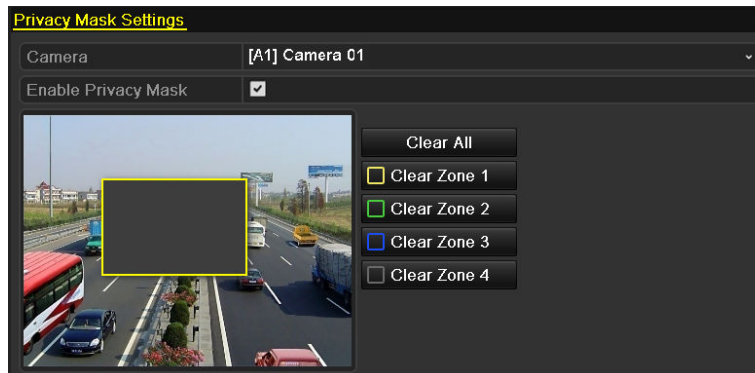 Privacy Mask Settings
Camera [A1] Camera 01
Enable Privacy Mask
Clear All
Clear Zone 1
Clear Zone 2
Clear Zone 3
Clear Zone 4